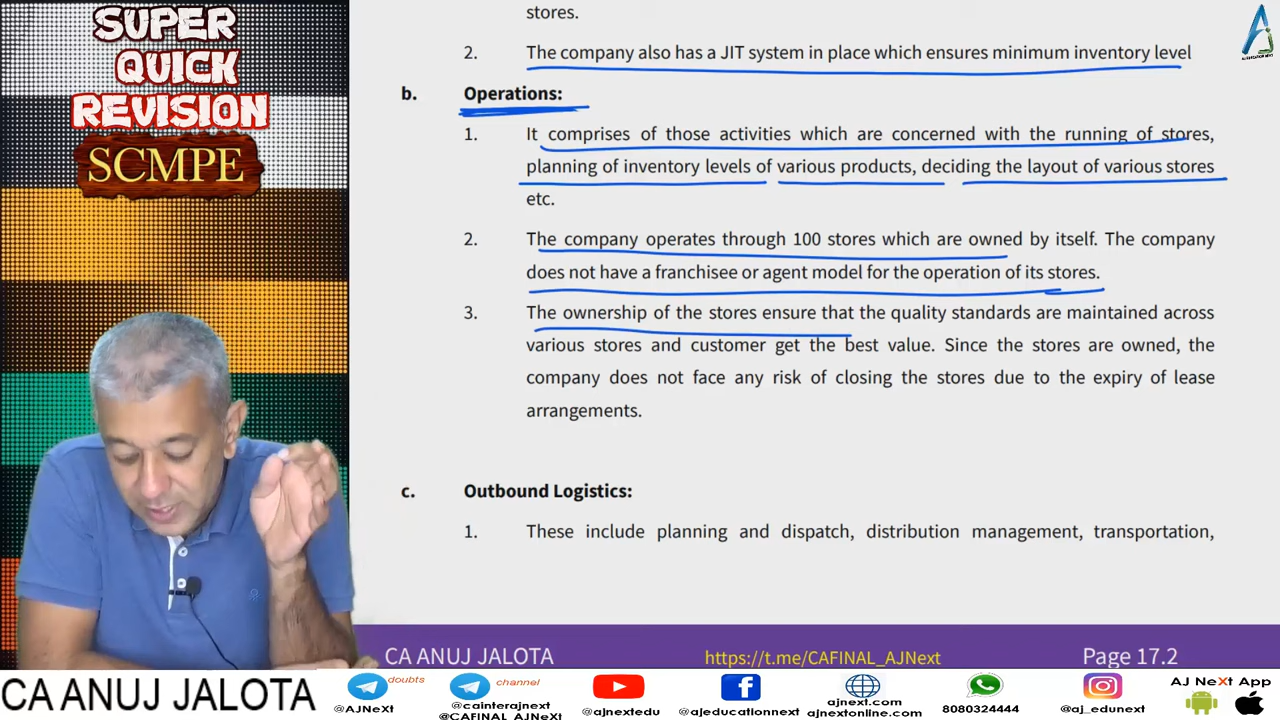 SUPER
QUICK
REVISION
SCMPE
stores.
2. The company also has a JIT system in place which ensures minimum inventory level
b. Operations:
1. It comprises of those activities which are concerned with the running of stores,
planning of inventory levels of various products, deciding the layout of various stores
etc.
2. The company operates through 100 stores which are owned by itself. The company
does not have a franchisee or agent model for the operation of its stores.
3. The ownership of the stores ensure that the quality standards are maintained across
various stores and customer get the best value. Since the stores are owned, the
company does not face any risk of closing the stores due to the expiry of lease
arrangements.
c. Outbound Logistics:
1. These include planning and dispatch, distribution management, transportation,
CA ANUJ JALOTA https://t.me/CAFINAL_AJNext Page 17.2
CA ANUJ JALOTA
doubts
@AJNeXt
channel
@cainterajnext
@CAFINAL_AJNeXt
@ajnextedu
@ajeducationnext
ajnext.com
ajnextonline.com
8080324444
@aj_edunext
AJ NeXt App